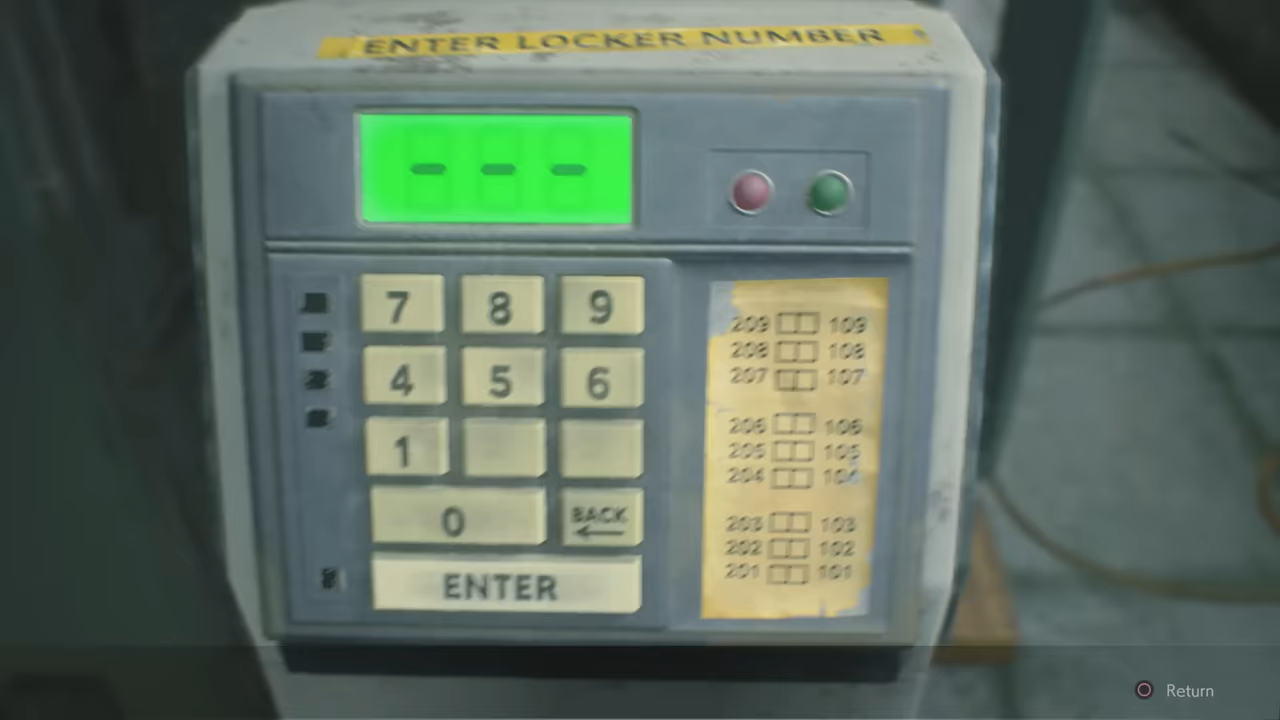 ENTER LOCKER NUMBER
- - -
7 8 9
4 5 6
1
0 BACK
ENTER
209 109
208 108
207 107
206 106
205 105
204 104
203 103
202 102
201 101
Return